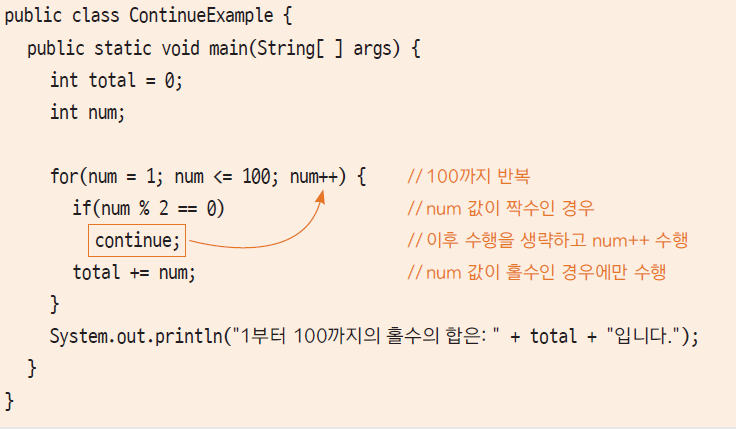 public class ContinueExample {
public static void main(String[ ] args) {
int total = 0;
int num;
for(num = 1; num <= 100; num++) { //100까지 반복
if(num % 2 == 0) //num 값이 짝수인 경우
continue; //이후 수행을 생략하고 num++ 수행
total += num; //num 값이 홀수인 경우에만 수행
}
System.out.println("1부터 100까지의 홀수의 합은: " + total + "입니다.");
}
}